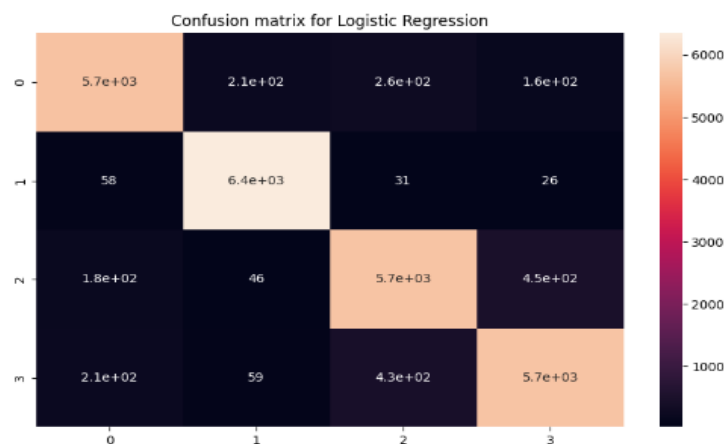 Confusion matrix for Logistic Regression
0 5.7e+03 2.1e+02 2.6e+02 1.6e+02
1 58 6.4e+03 31 26
2 1.8e+02 46 5.7e+03 4.5e+02
3 2.1e+02 59 4.3e+02 5.7e+03
0 1 2 3
6000
5000
4000
3000
2000
1000